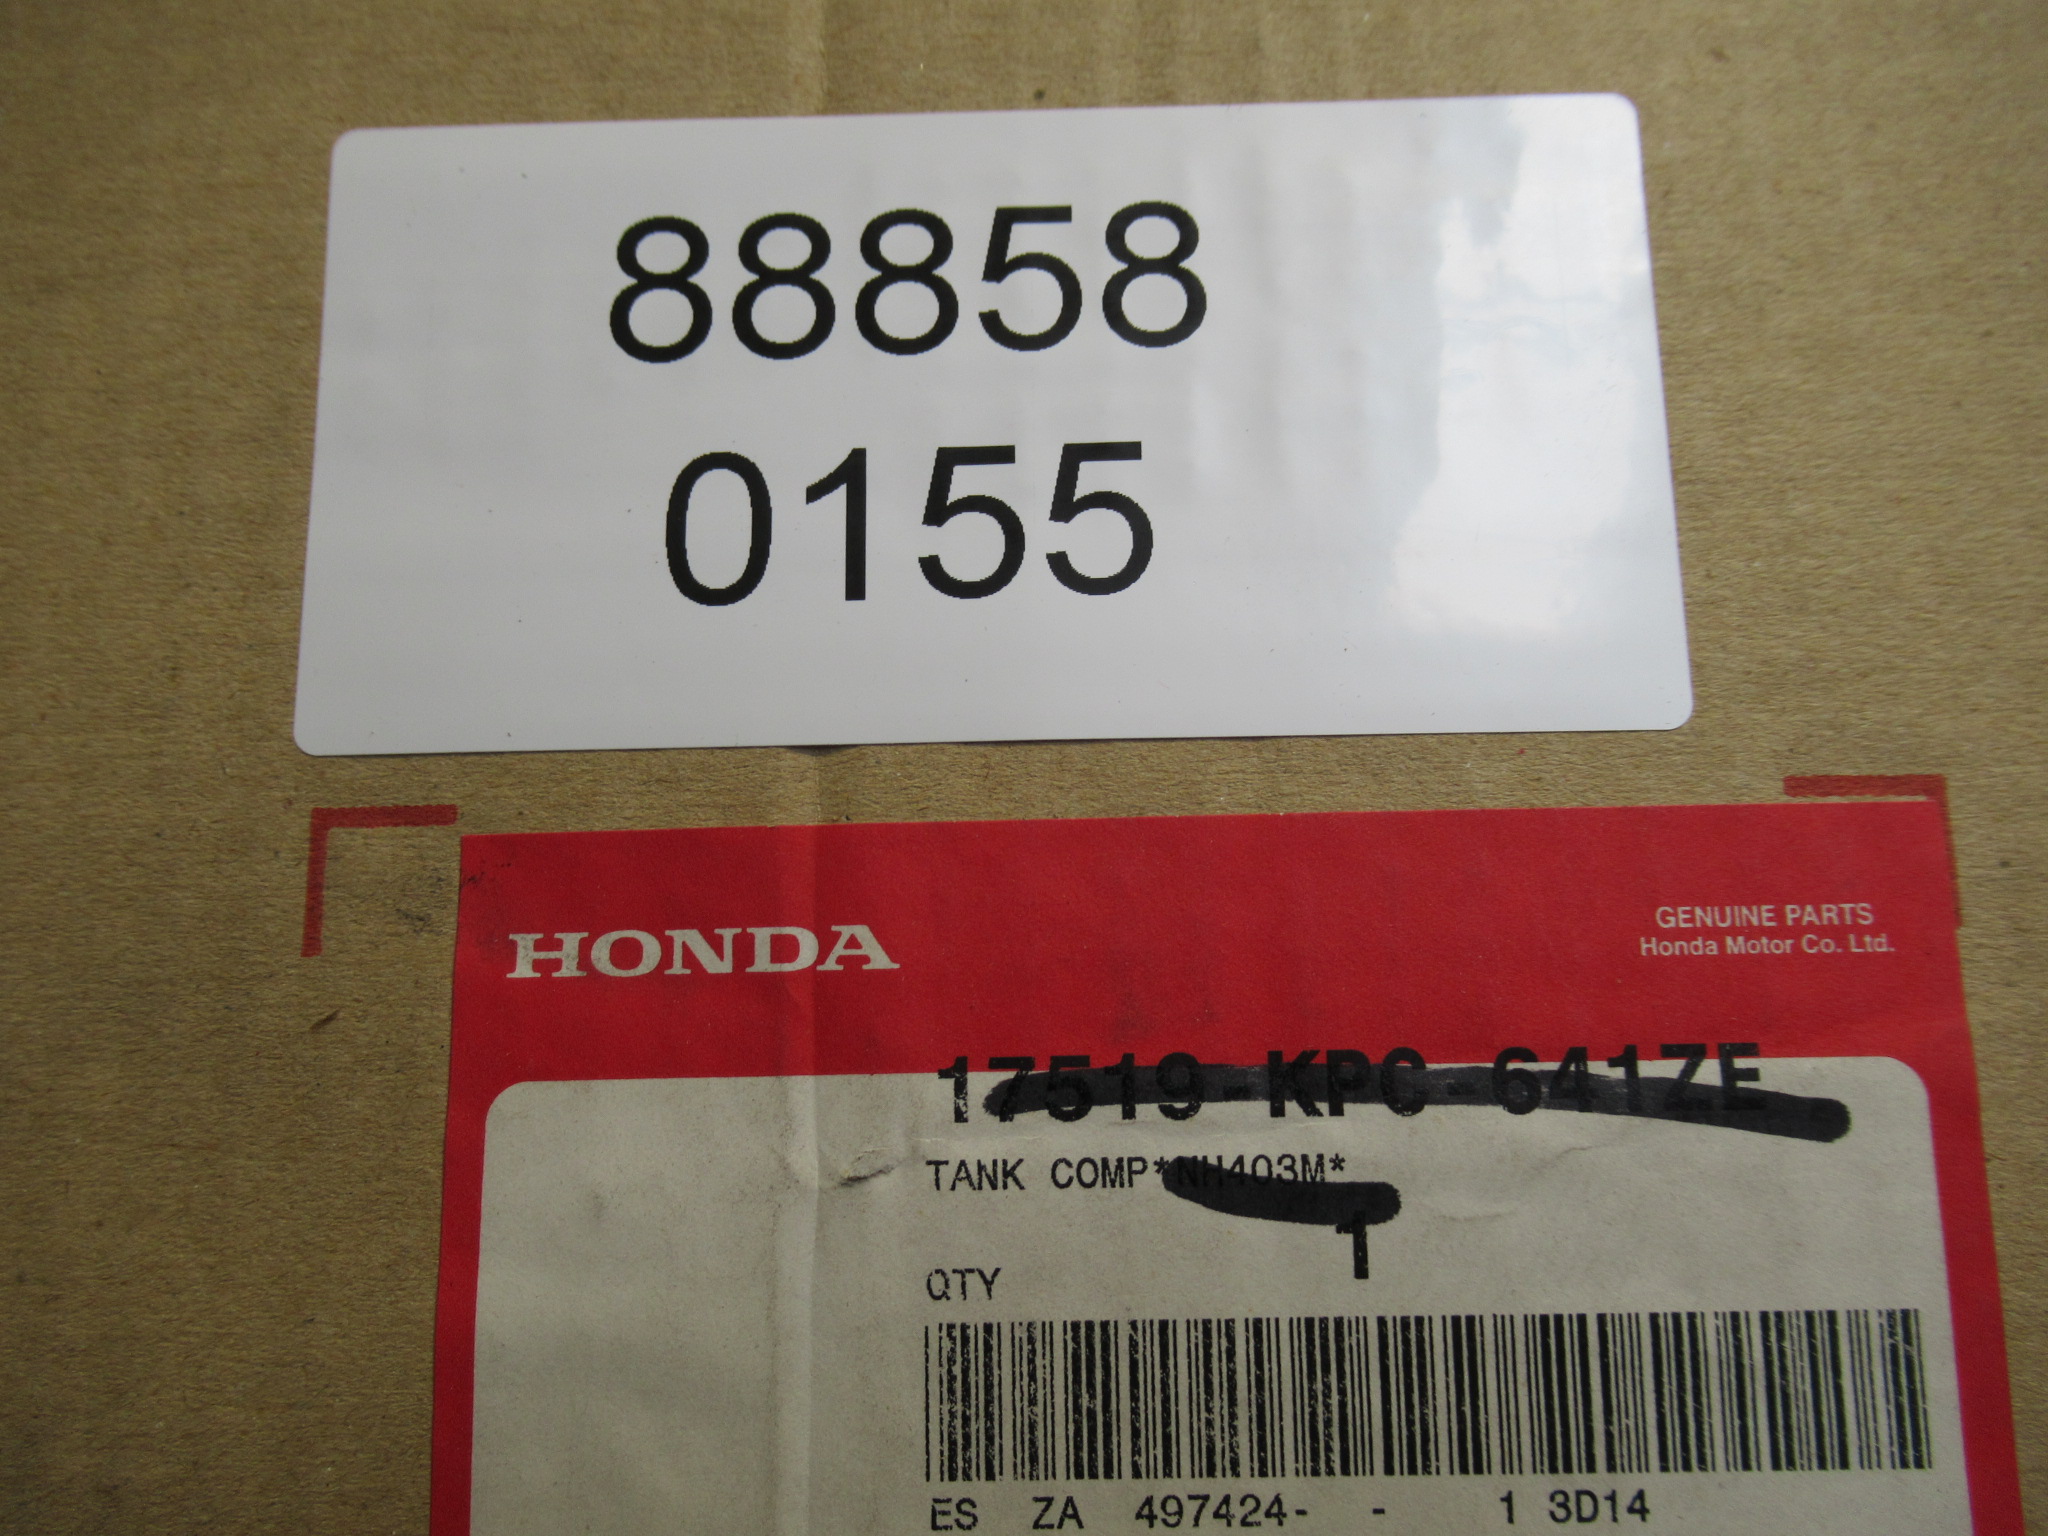 88858
0155
HONDA
GENUINE PARTS
Honda Motor Co. Ltd.
17519-KPC-641ZE
TANK COMP*NH403M*
1
QTY
ES ZA 497424- - 1 3D14